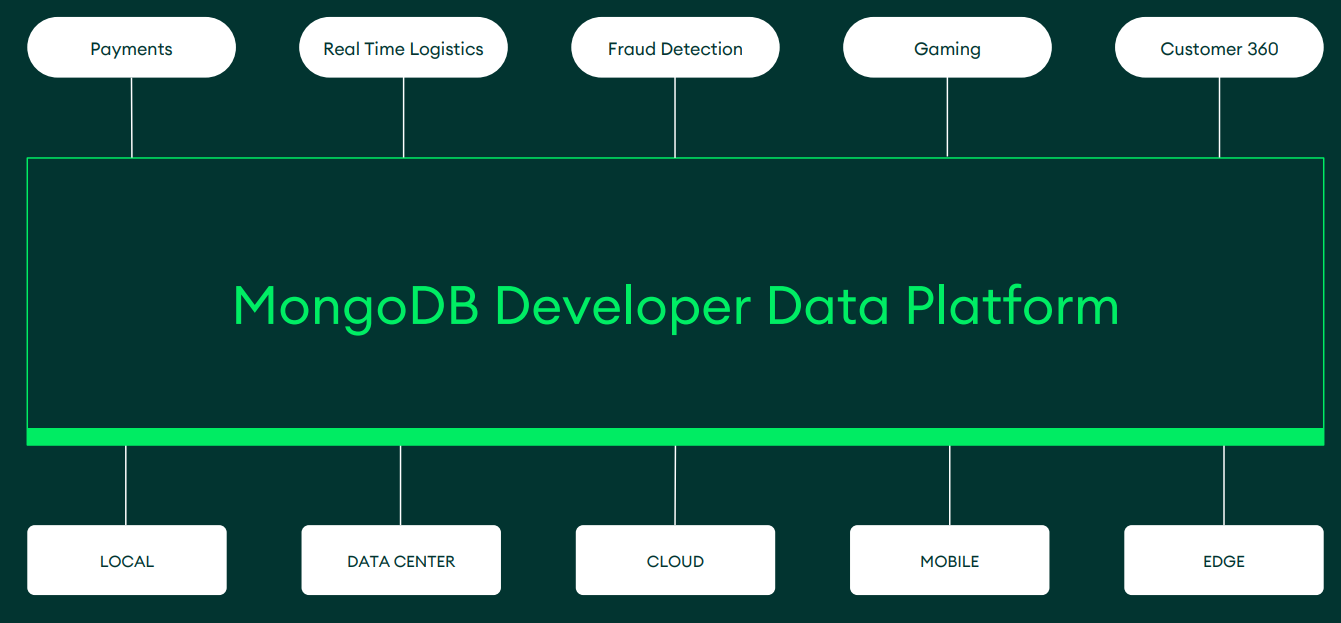 Payments
Real Time Logistics
Fraud Detection
Gaming
Customer 360
MongoDB Developer Data Platform
LOCAL
DATA CENTER
CLOUD
MOBILE
EDGE